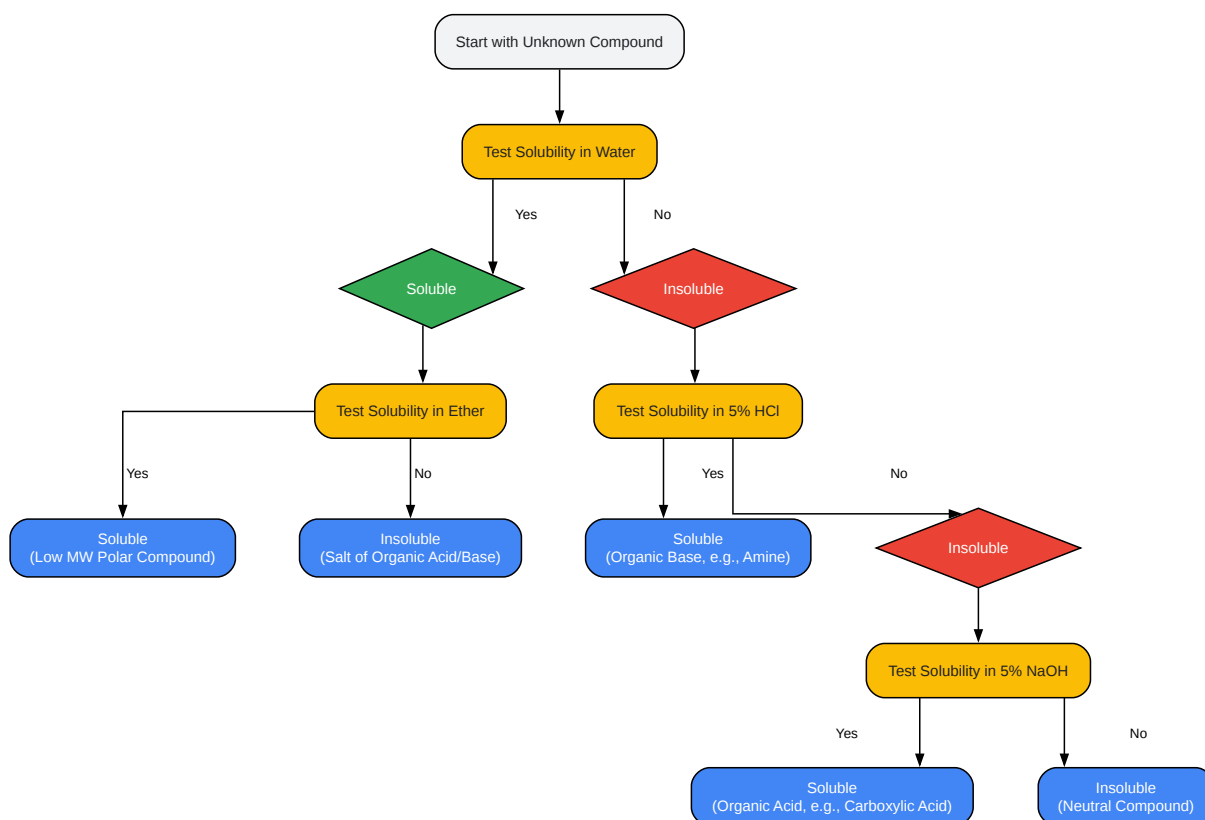 Start with Unknown Compound
Test Solubility in Water
Yes
No
Soluble
Insoluble
Test Solubility in Ether
Test Solubility in 5% HCl
Yes
No
Yes
No
Soluble
(Low MW Polar Compound)
Insoluble
(Salt of Organic Acid/Base)
Soluble
(Organic Base, e.g., Amine)
Insoluble
Test Solubility in 5% NaOH
Yes
No
Soluble
(Organic Acid, e.g., Carboxylic Acid)
Insoluble
(Neutral Compound)